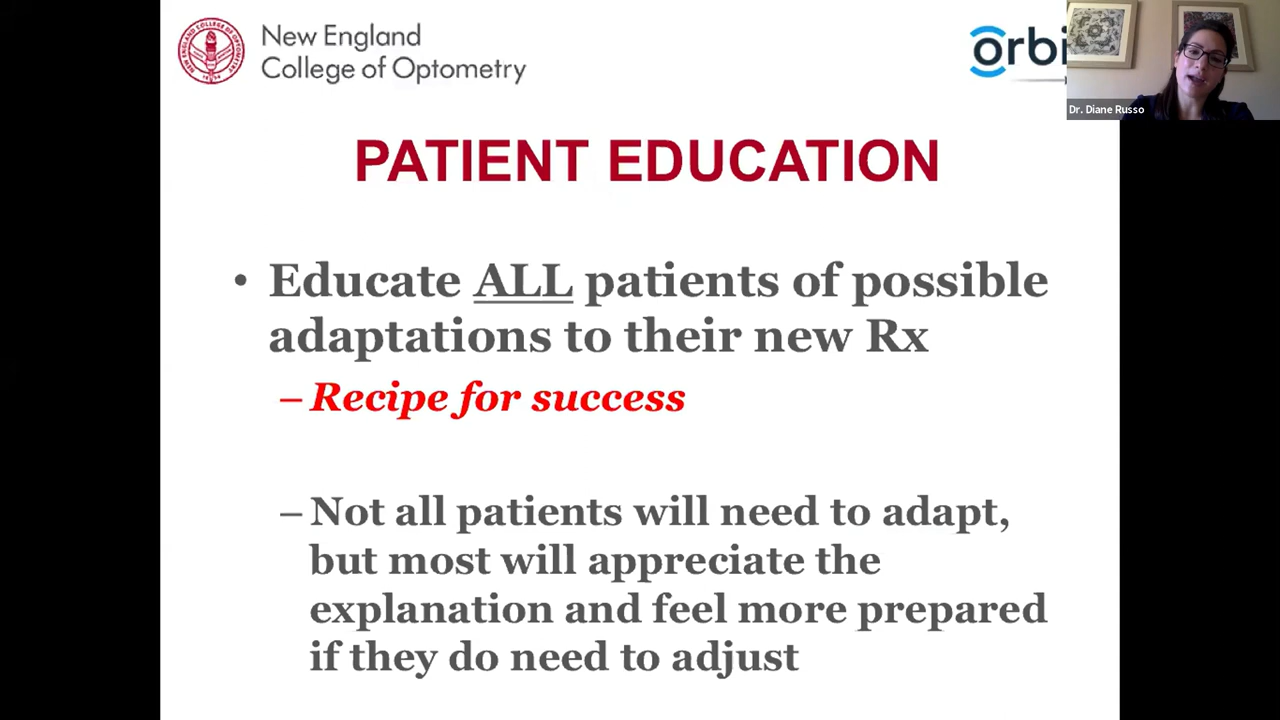 New England
College of Optometry
Dr. Diane Russo
PATIENT EDUCATION
• Educate ALL patients of possible
adaptations to their new Rx
– Recipe for success
– Not all patients will need to adapt,
but most will appreciate the
explanation and feel more prepared
if they do need to adjust